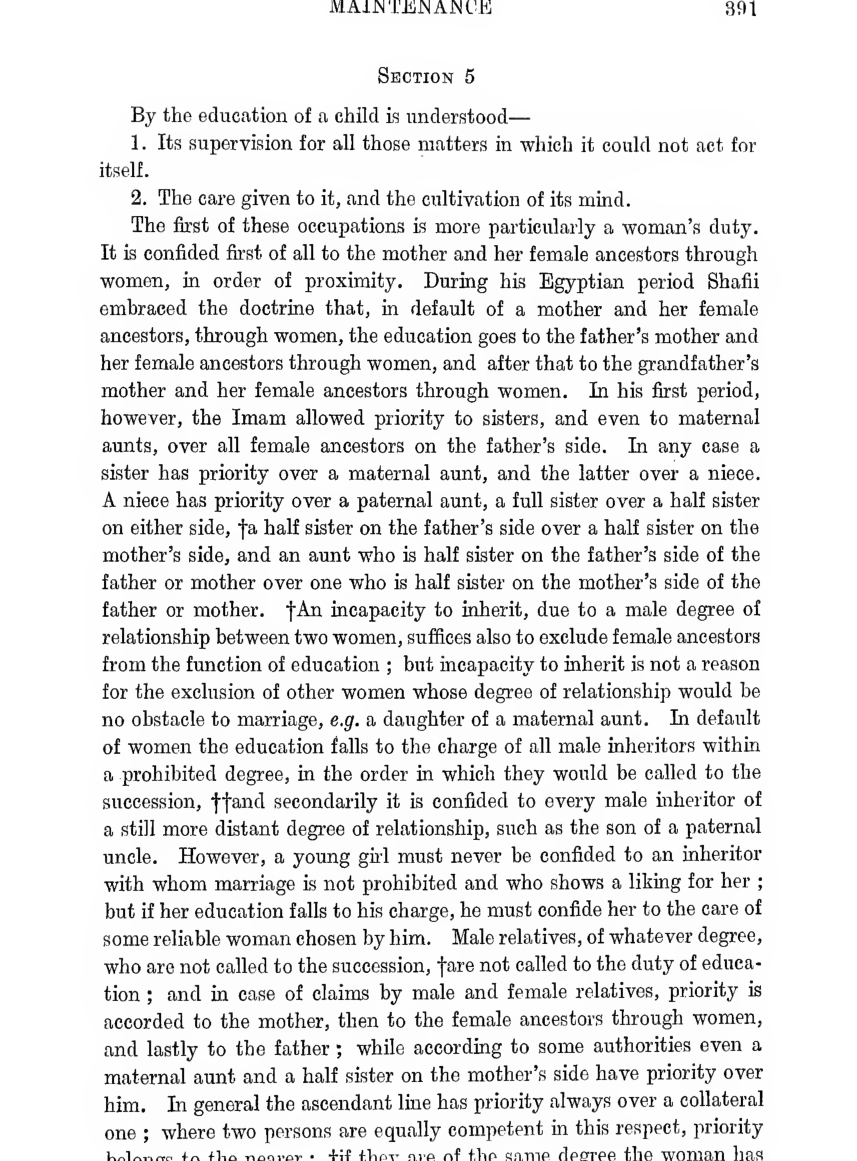 MAINTENANCE 391
SECTION 5
By the education of a child is understood—
1. Its supervision for all those matters in which it could not act for
itself.
2. The care given to it, and the cultivation of its mind.
The first of these occupations is more particularly a woman's duty.
It is confided first of all to the mother and her female ancestors through
women, in order of proximity. During his Egyptian period Shafii
embraced the doctrine that, in default of a mother and her female
ancestors, through women, the education goes to the father's mother and
her female ancestors through women, and after that to the grandfather's
mother and her female ancestors through women. In his first period,
however, the Imam allowed priority to sisters, and even to maternal
aunts, over all female ancestors on the father's side. In any case a
sister has priority over a maternal aunt, and the latter over a niece.
A niece has priority over a paternal aunt, a full sister over a half sister
on either side, †a half sister on the father's side over a half sister on the
mother's side, and an aunt who is half sister on the father's side of the
father or mother over one who is half sister on the mother's side of the
father or mother. †An incapacity to inherit, due to a male degree of
relationship between two women, suffices also to exclude female ancestors
from the function of education ; but incapacity to inherit is not a reason
for the exclusion of other women whose degree of relationship would be
no obstacle to marriage, e.g. a daughter of a maternal aunt. In default
of women the education falls to the charge of all male inheritors within
a prohibited degree, in the order in which they would be called to the
succession, ††and secondarily it is confided to every male inheritor of
a still more distant degree of relationship, such as the son of a paternal
uncle. However, a young girl must never be confided to an inheritor
with whom marriage is not prohibited and who shows a liking for her ;
but if her education falls to his charge, he must confide her to the care of
some reliable woman chosen by him. Male relatives, of whatever degree,
who are not called to the succession, †are not called to the duty of educa-
tion ; and in case of claims by male and female relatives, priority is
accorded to the mother, then to the female ancestors through women,
and lastly to the father ; while according to some authorities even a
maternal aunt and a half sister on the mother's side have priority over
him. In general the ascendant line has priority always over a collateral
one ; where two persons are equally competent in this respect, priority
belongs to the nearer ; †if they are of the same degree the woman has